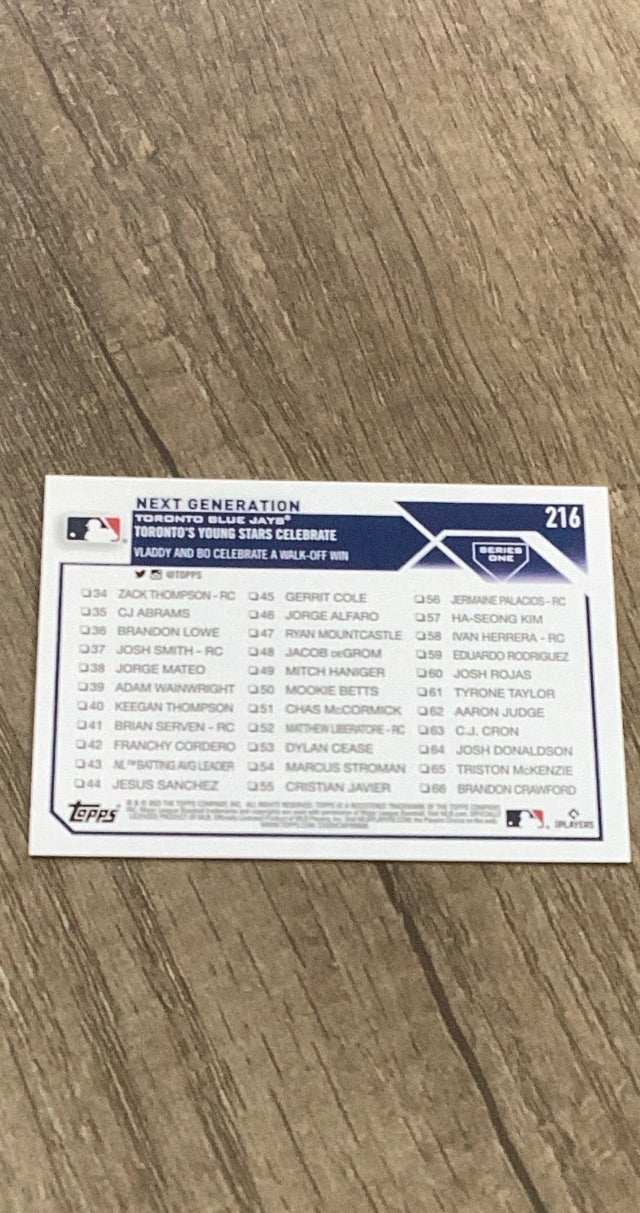 NEXT GENERATION
TORONTO BLUE JAYS®
TORONTO'S YOUNG STARS CELEBRATE
VLADDY AND BO CELEBRATE A WALK-OFF WIN
216
SERIES
ONE
@TOPPS
34 ZACK THOMPSON - RC
35 CJ ABRAMS
36 BRANDON LOWE
37 JOSH SMITH - RC
38 JORGE MATEO
39 ADAM WAINWRIGHT
40 KEEGAN THOMPSON
41 BRIAN SERVEN - RC
42 FRANCHY CORDERO
43 NL™ BATTING AVG LEADER
44 JESUS SANCHEZ
45 GERRIT COLE
46 JORGE ALFARO
47 RYAN MOUNTCASTLE
48 JACOB DEGROM
49 MITCH HANIGER
50 MOOKIE BETTS
51 CHAS McCORMICK
52 MATTHEW LIBERATORE - RC
53 DYLAN CEASE
54 MARCUS STROMAN
55 CRISTIAN JAVIER
56 JERMAINE PALACIOS - RC
57 HA-SEONG KIM
58 IVAN HERRERA - RC
59 EDUARDO RODRIGUEZ
60 JOSH ROJAS
61 TYRONE TAYLOR
62 AARON JUDGE
63 C.J. CRON
64 JOSH DONALDSON
65 TRISTON McKENZIE
66 BRANDON CRAWFORD
TOPPS
PLAYERS